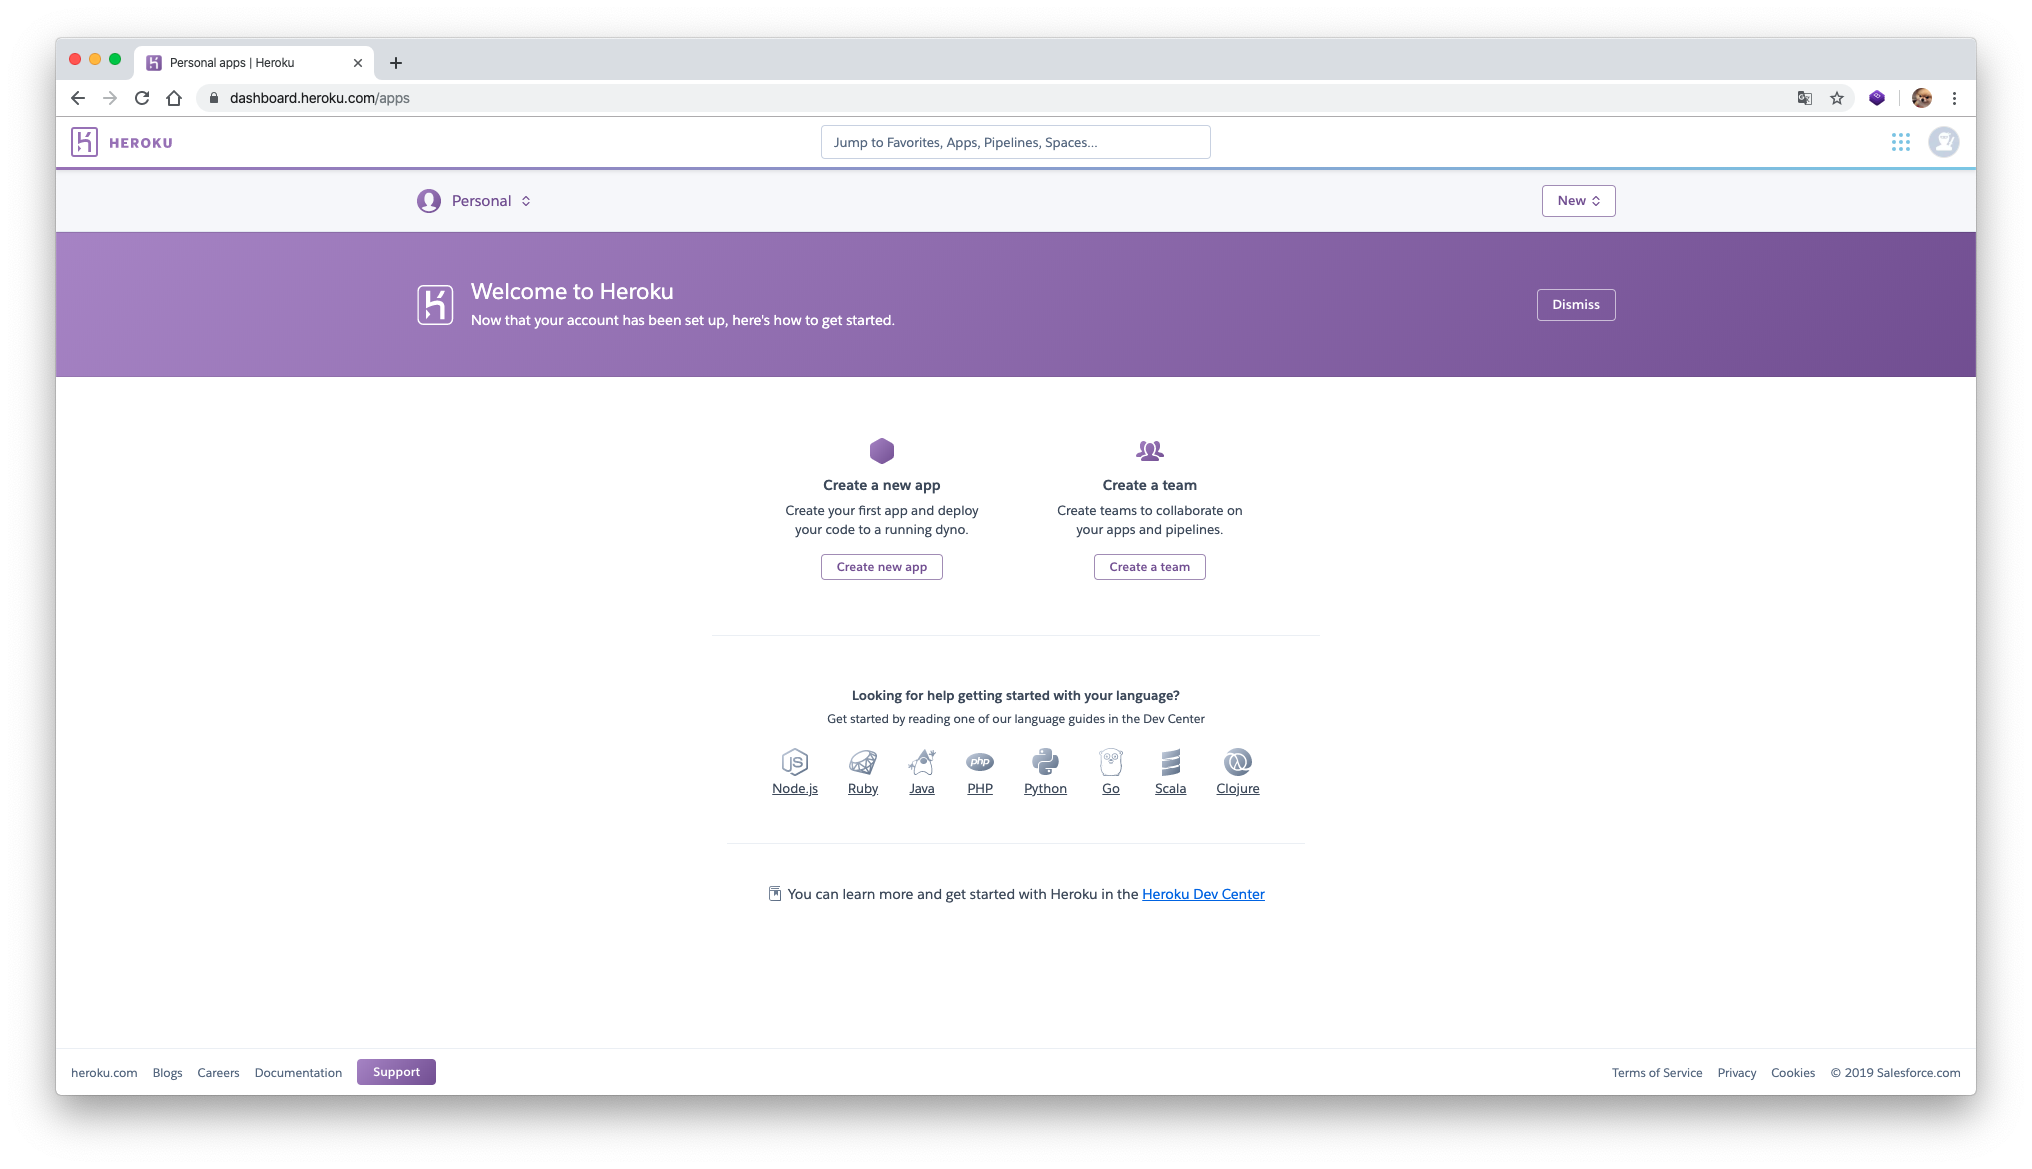 Personal apps | Heroku
dashboard.heroku.com/apps
HEROKU
Jump to Favorites, Apps, Pipelines, Spaces...
Personal
New
Welcome to Heroku
Now that your account has been set up, here's how to get started.
Dismiss
Create a new app
Create your first app and deploy
your code to a running dyno.
Create new app
Create a team
Create teams to collaborate on
your apps and pipelines.
Create a team
Looking for help getting started with your language?
Get started by reading one of our language guides in the Dev Center
JS
php
Node.js Ruby Java PHP Python Go Scala Clojure
You can learn more and get started with Heroku in the Heroku Dev Center
heroku.com Blogs Careers Documentation Support
Terms of Service Privacy Cookies © 2019 Salesforce.com